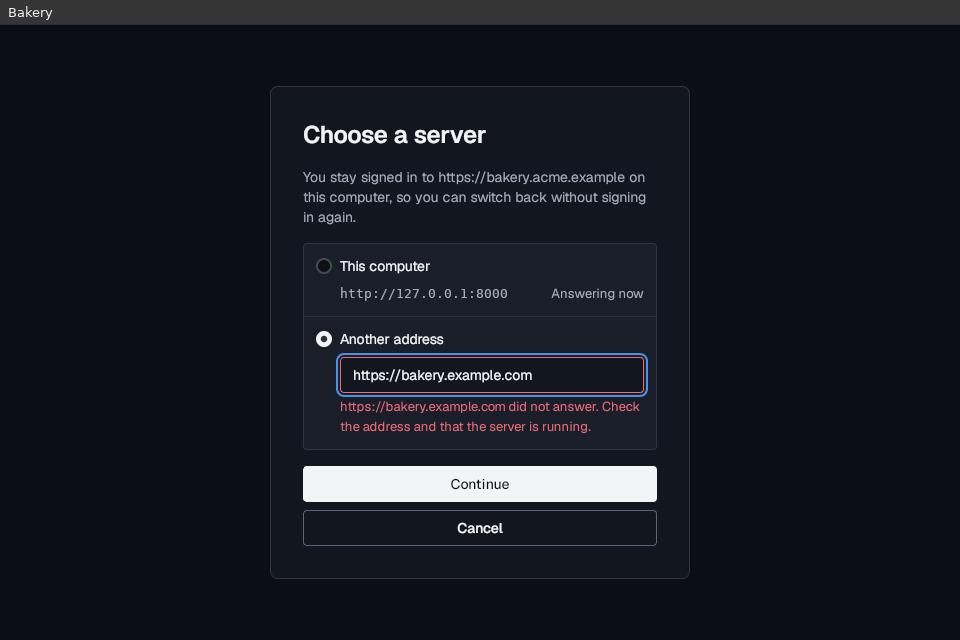 Bakery
Choose a server
You stay signed in to https://bakery.acme.example on
this computer, so you can switch back without signing
in again.
This computer
http://127.0.0.1:8000
Answering now
Another address
https://bakery.example.com
https://bakery.example.com did not answer. Check
the address and that the server is running.
Continue
Cancel